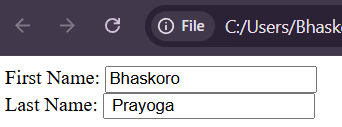 File C:/Users/Bhask
First Name: Bhaskoro
Last Name: Prayoga